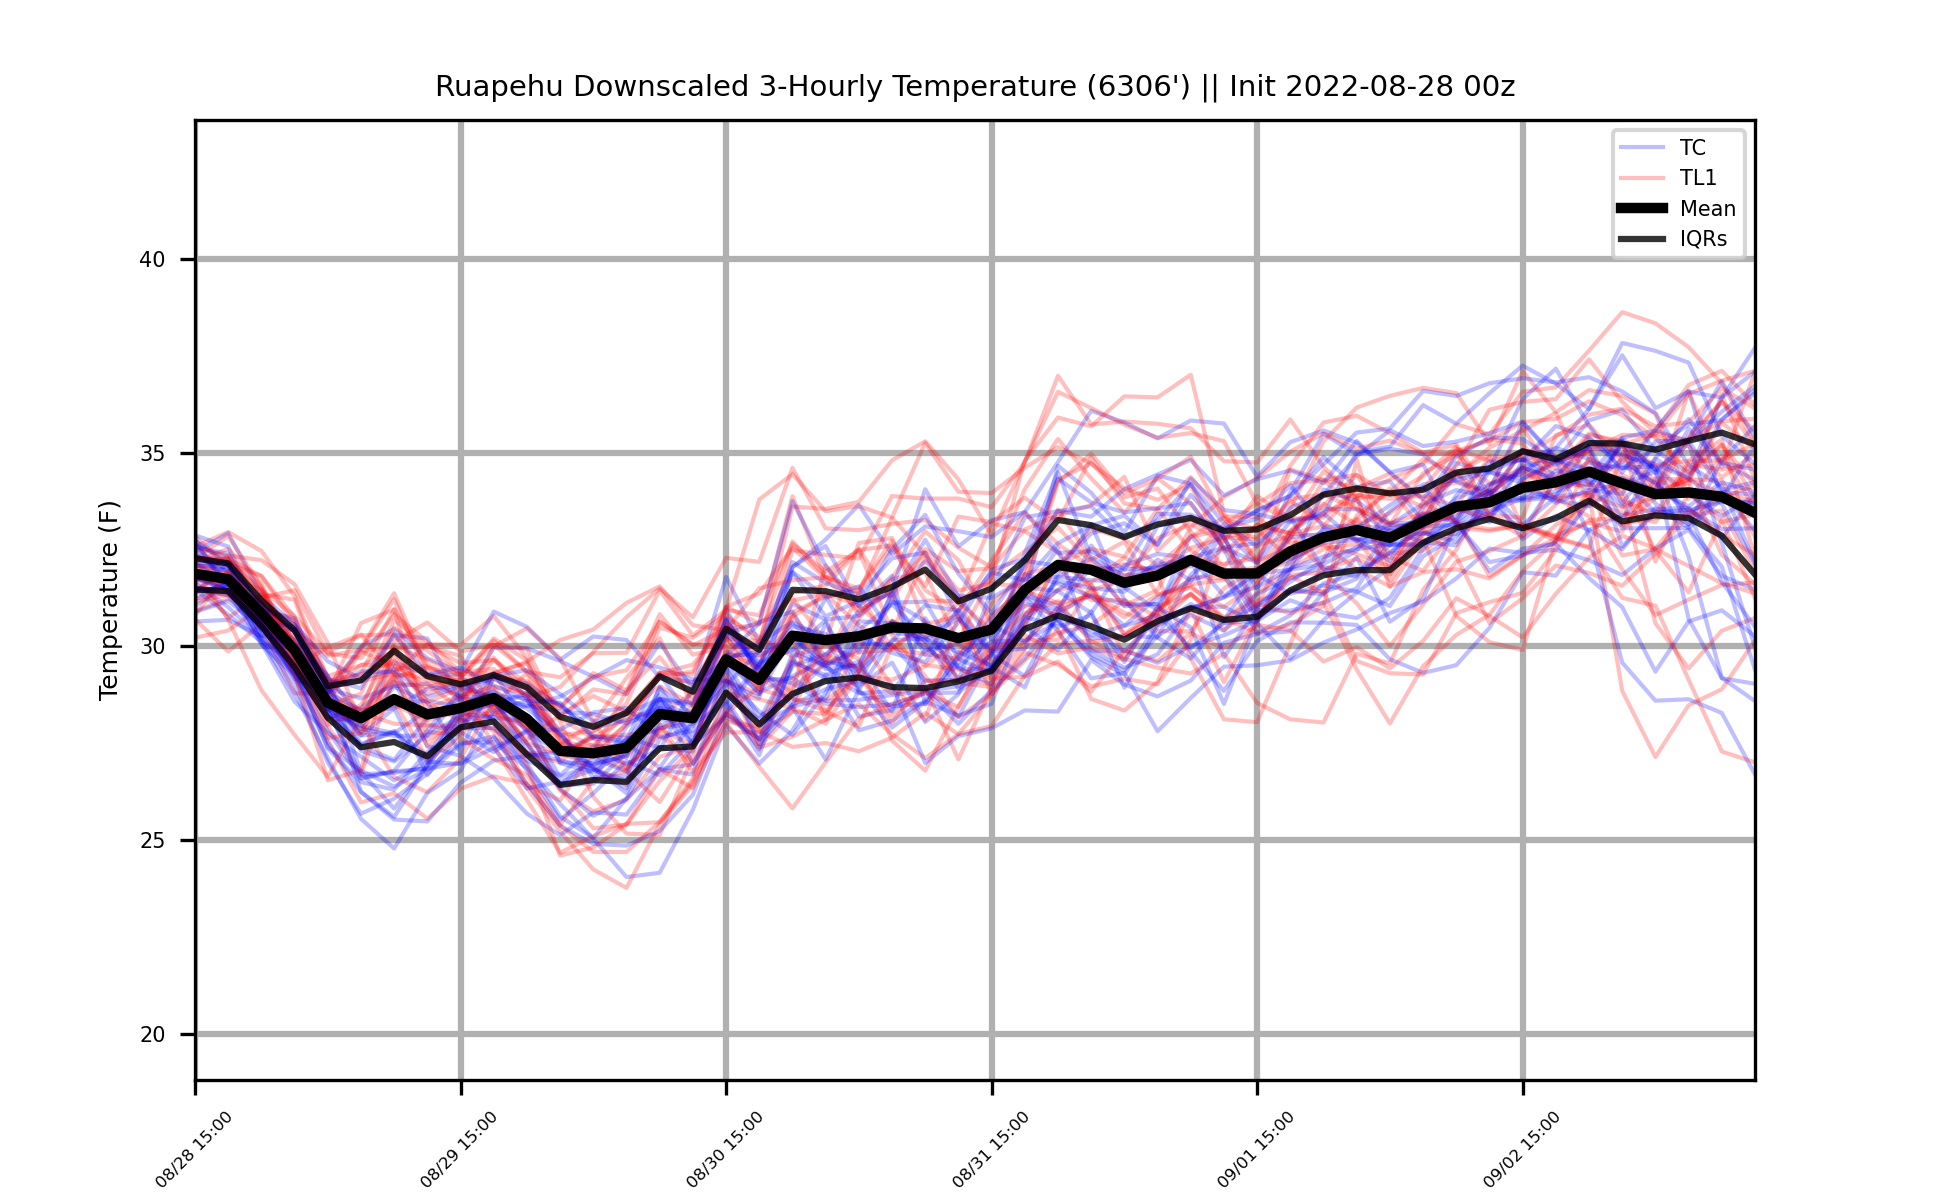 Ruapehu Downscaled 3-Hourly Temperature (6306') || Init 2022-08-28 00z
TC
TL1
Mean
IQRs
Temperature (F)
40
35
30
25
20
08/28 15:00
08/29 15:00
08/30 15:00
08/31 15:00
09/01 15:00
09/02 15:00